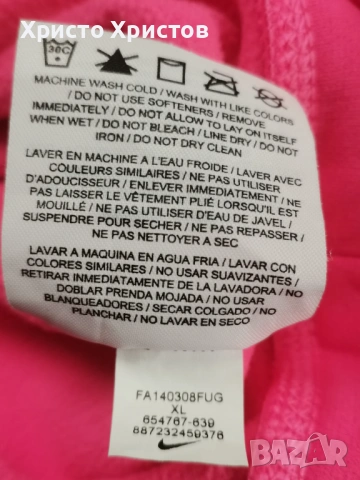 Христо Христов
30C
MACHINE WASH COLD / WASH WITH LIKE COLORS
/ DO NOT USE SOFTENERS / REMOVE
IMMEDIATELY / DO NOT ALLOW TO LAY ON ITSELF
WHEN WET / DO NOT BLEACH / LINE DRY / DO NOT
IRON / DO NOT DRY CLEAN
LAVER EN MACHINE A L'EAU FROIDE / LAVER AVEC
COULEURS SIMILAIRES / NE PAS UTILISER
D'ADOUCISSEUR / ENLEVER IMMEDIATEMENT / NE
PAS LAISSER LE VÊTEMENT PLIÉ LORSQU'IL EST
MOUILLÉ / NE PAS UTILISER D'EAU DE JAVEL /
SUSPENDRE POUR SECHER / NE PAS REPASSER /
NE PAS NETTOYER A SEC
LAVAR A MAQUINA EN AGUA FRIA / LAVAR CON
COLORES SIMILARES / NO USAR SUAVIZANTES /
RETIRAR INMEDIATAMENTE DE LA LAVADORA / NO
DOBLAR PRENDA MOJADA / NO USAR
BLANQUEADORES / SECAR COLGADO / NO
PLANCHAR / NO LAVAR EN SECO
FA140308FUG
XL
654767-639
887232459376
BAZAR
bg